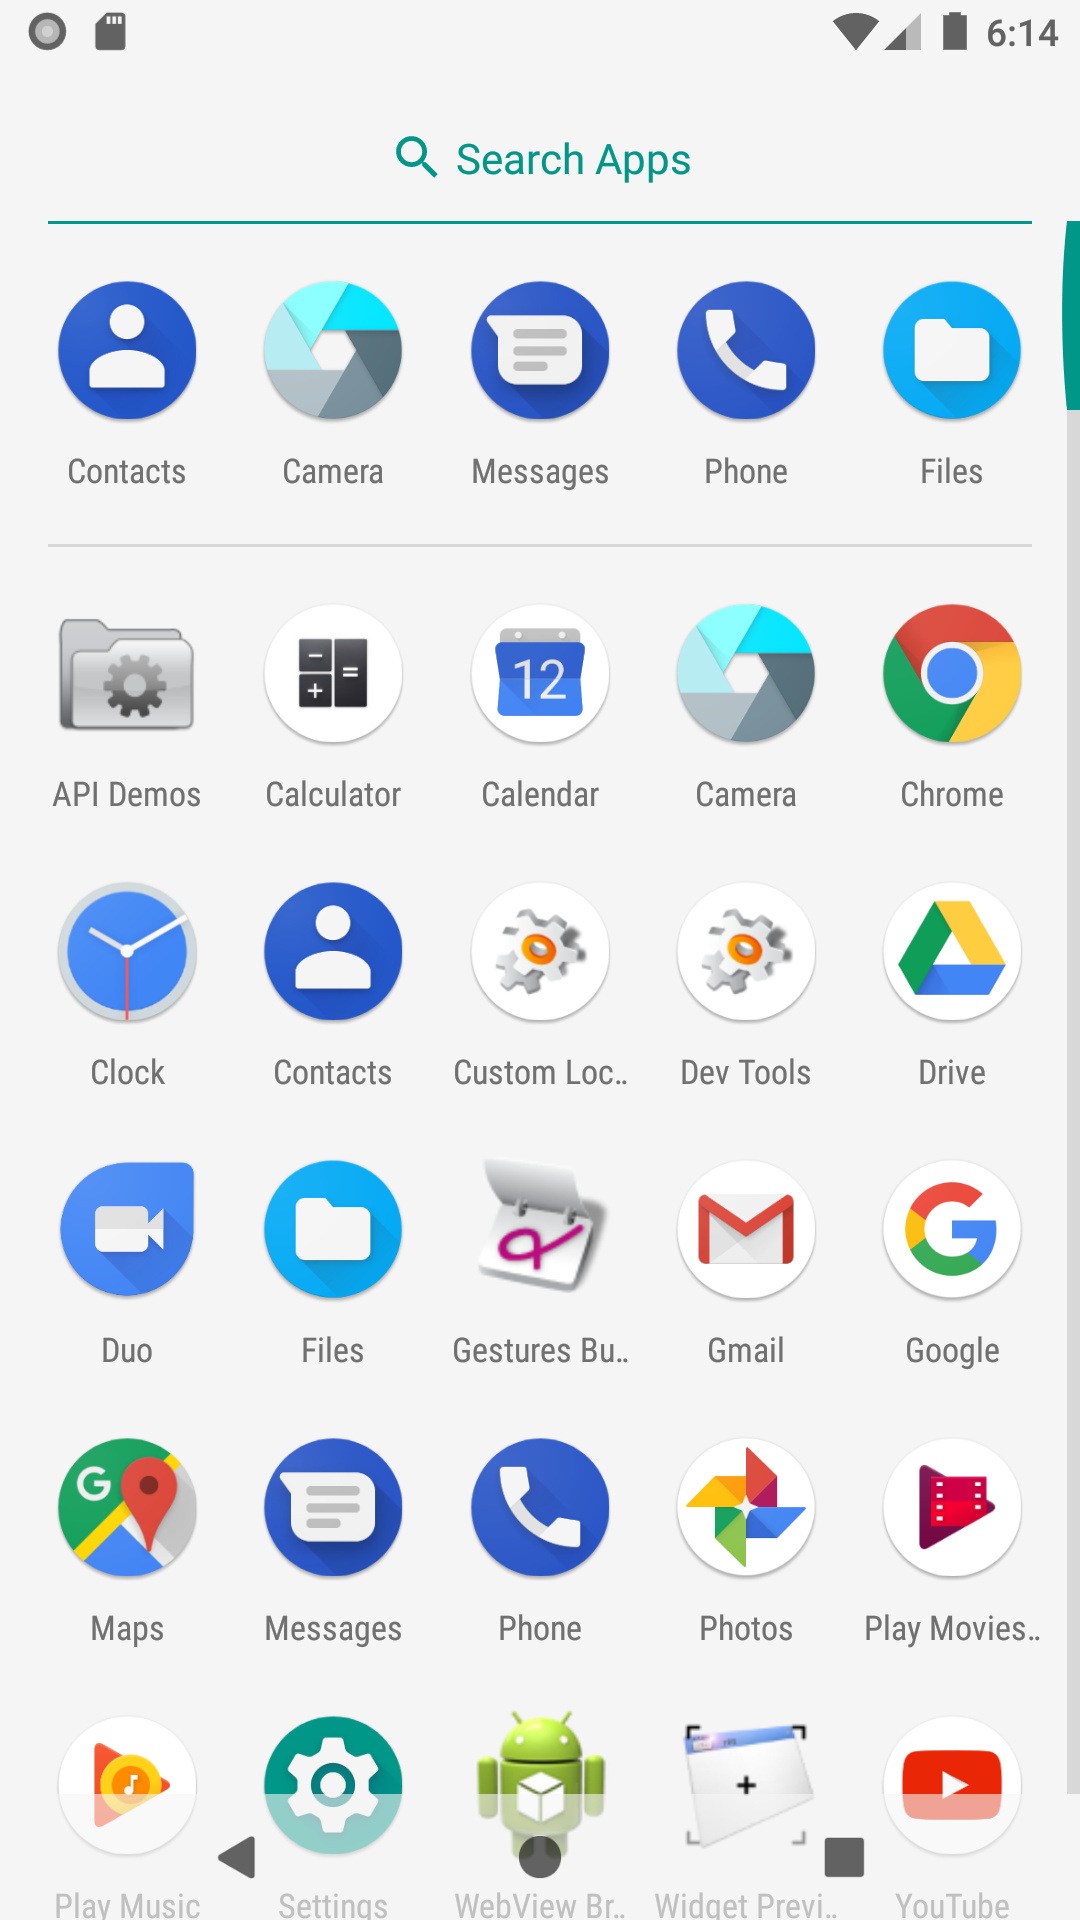 6:14
Search Apps
Contacts Camera Messages Phone Files
API Demos Calculator Calendar Camera Chrome
12
Clock Contacts Custom Loc… Dev Tools Drive
Duo Files Gestures Bu… Gmail Google
G
Maps Messages Phone Photos Play Movies…
Play Music Settings WebView Br… Widget Previ… YouTube